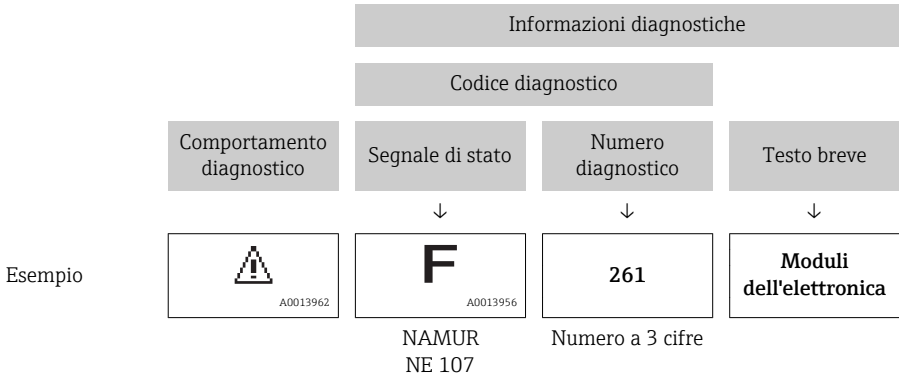 Informazioni diagnostiche
Codice diagnostico
Comportamento
diagnostico
Segnale di stato
Numero
diagnostico
Testo breve
↓ ↓ ↓
Esempio
A0013962
F
A0013956
261
Moduli
dell'elettronica
NAMUR
NE 107
Numero a 3 cifre